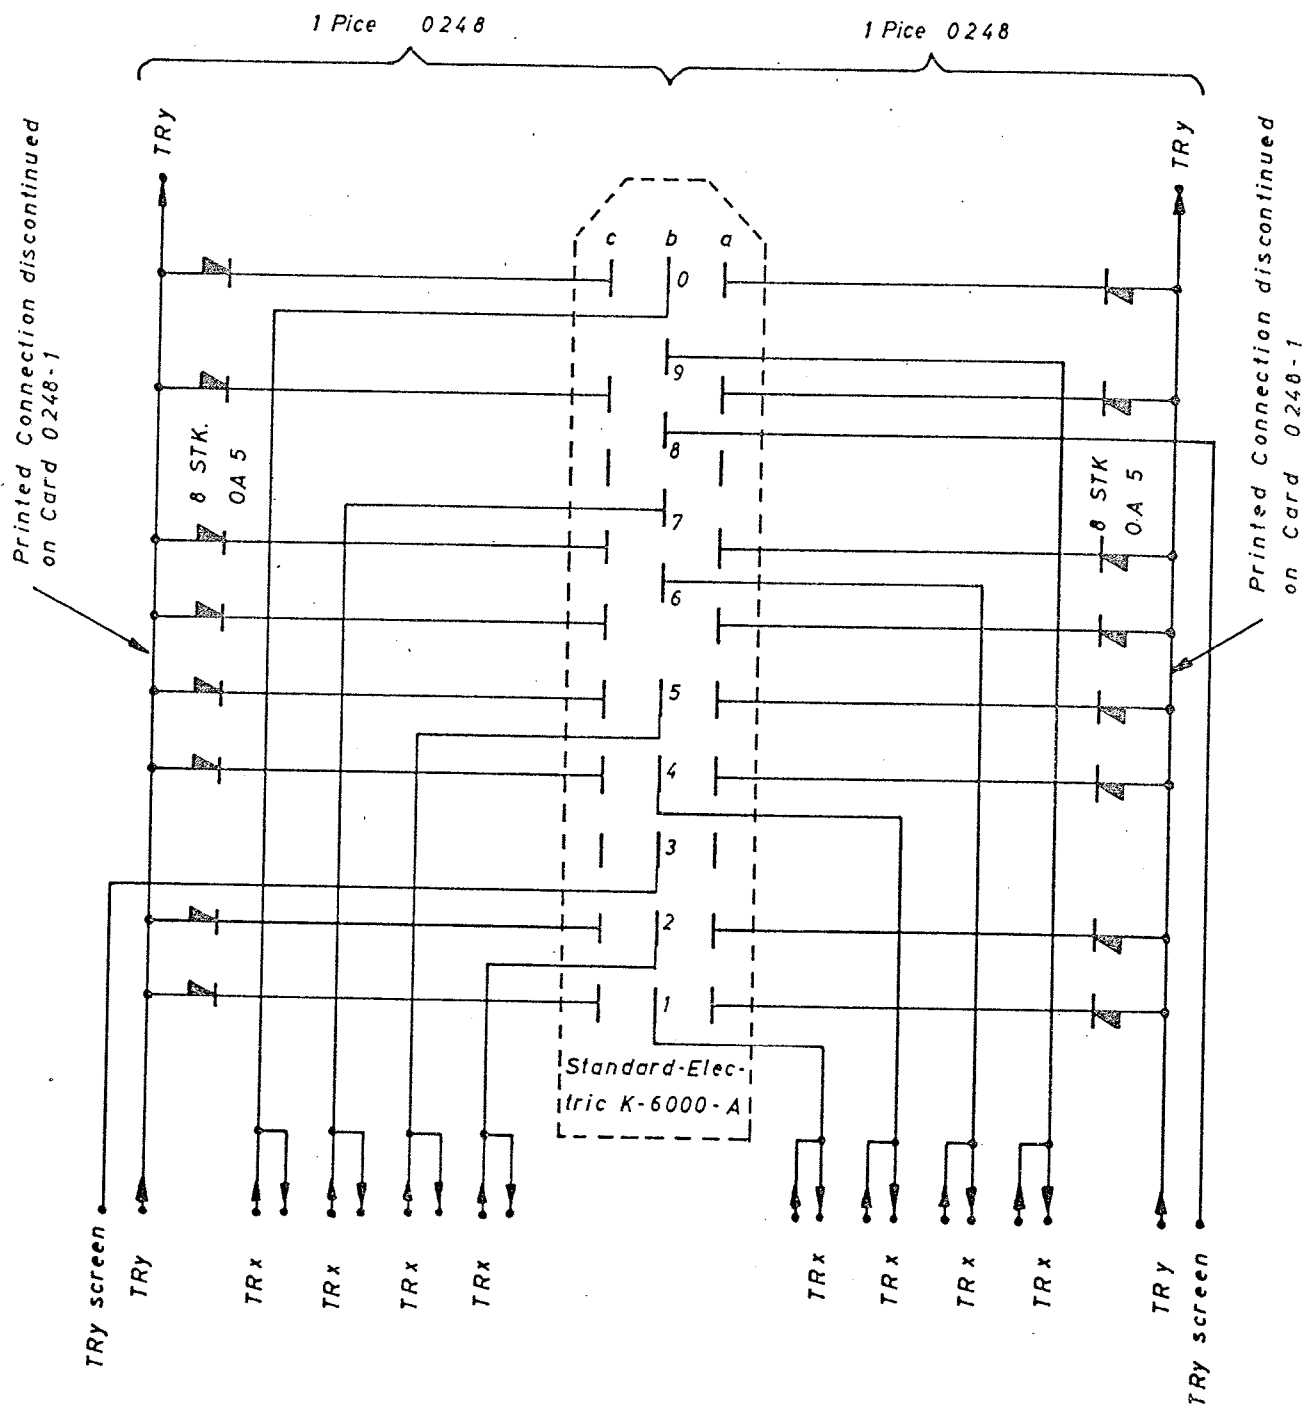 1 Pice 0248
1 Pice 0248
TRy
TRy
Printed Connection discontinued
on Card 0248-1
Printed Connection discontinued
on Card 0248-1
c b a
0
9
8
7
6
5
4
3
2
1
8 STK.
OA 5
8 STK
OA 5
Standard-Elec-
tric K-6000-A
TRy screen
TRy
TRx
TRx
TRx
TRx
TRx
TRx
TRx
TRx
TRy
TRy screen